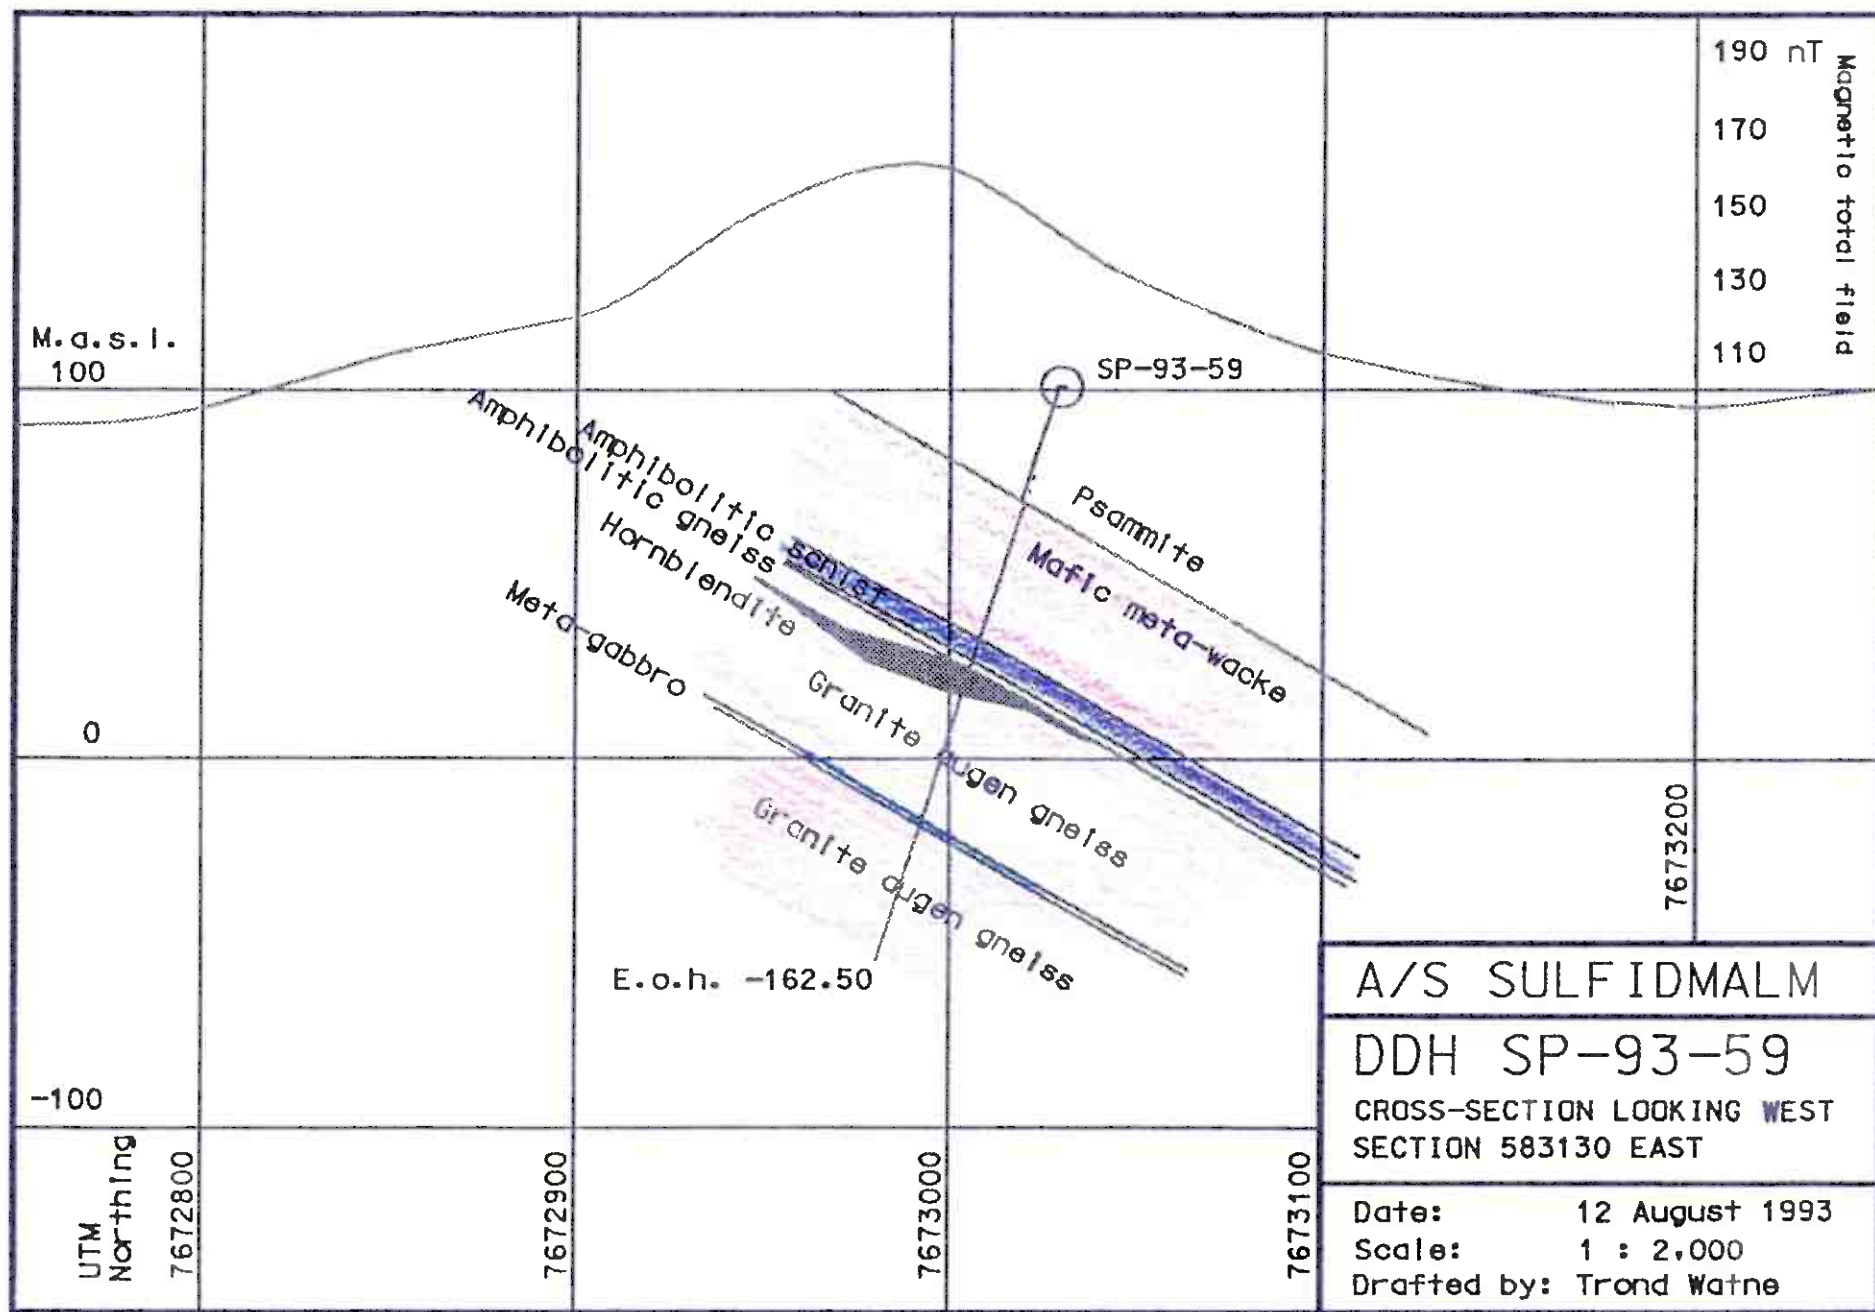 190 nT
170
150
130
110
Magnetic total field
M.a.s.l.
100
SP-93-59
Amphibolitic schist
Amphibolitic gneiss
Hornblendite
Meta-gabbro
Psammite
Mafic meta-wacke
Granite augen gneiss
Granite augen gneiss
0
E.o.h. -162.50
-100
UTM
Northing
7672800
7672900
7673000
7673100
7673200
A/S SULFIDMALM
DDH SP-93-59
CROSS-SECTION LOOKING WEST
SECTION 583130 EAST
Date: 12 August 1993
Scale: 1 : 2,000
Drafted by: Trond Watne